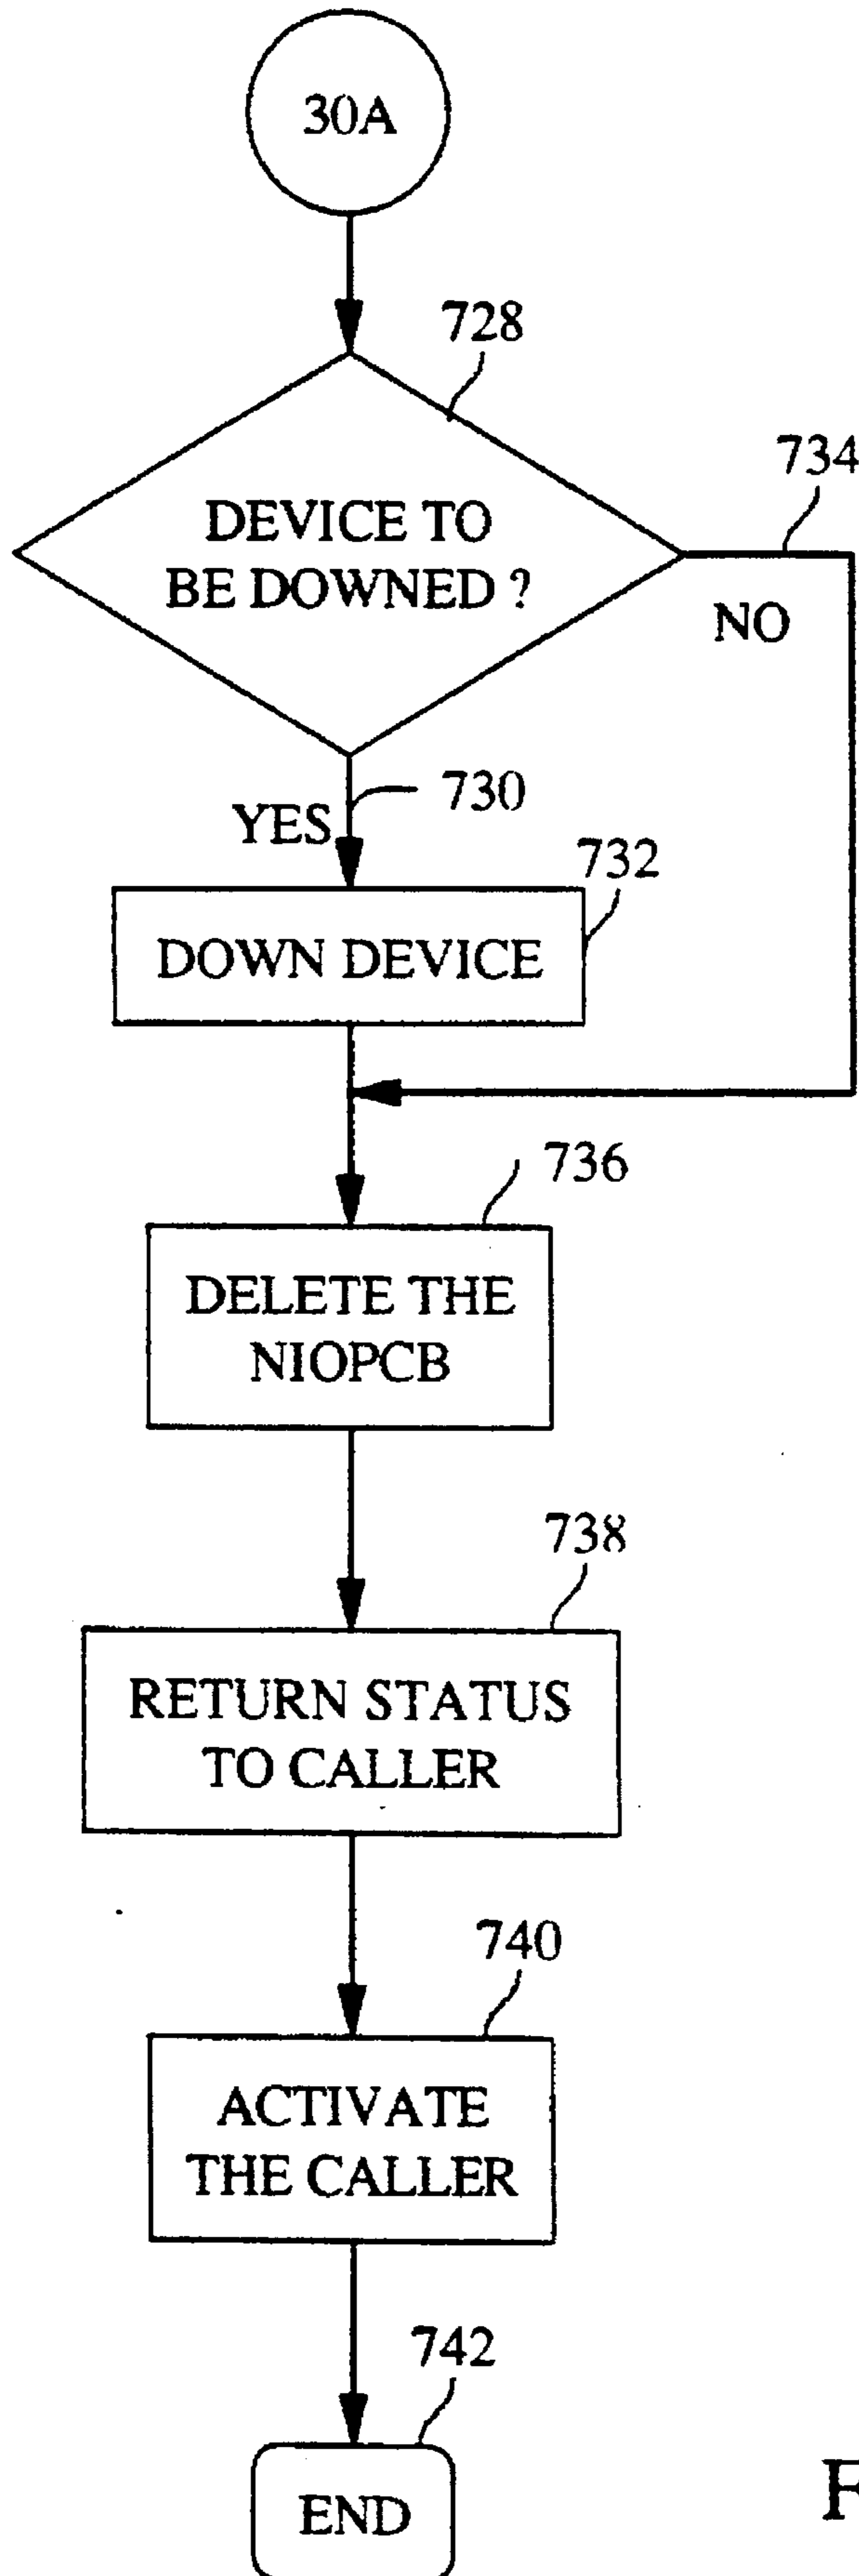 30A
728
DEVICE TO
BE DOWNED ?
734
NO
730
YES
732
DOWN DEVICE
736
DELETE THE
NIOPCB
738
RETURN STATUS
TO CALLER
740
ACTIVATE
THE CALLER
742
END
F